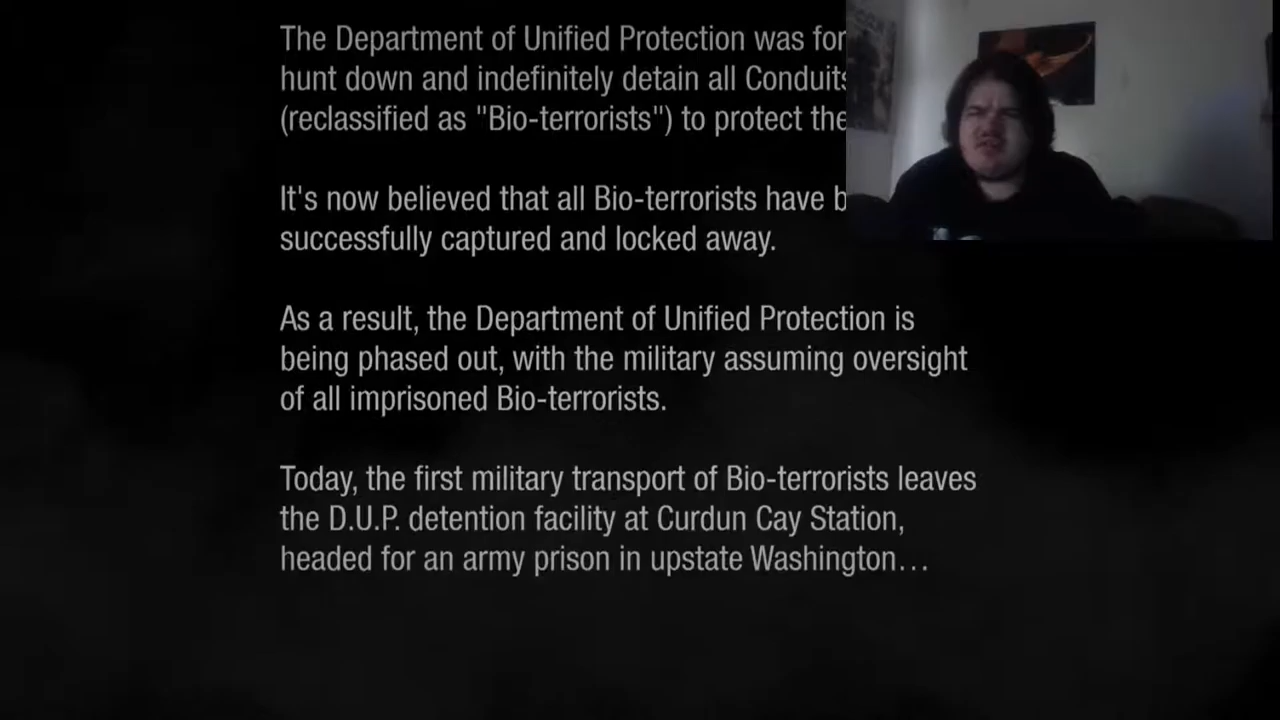 The Department of Unified Protection was for
hunt down and indefinitely detain all Conduits
(reclassified as "Bio-terrorists") to protect the
It's now believed that all Bio-terrorists have b
successfully captured and locked away.
As a result, the Department of Unified Protection is
being phased out, with the military assuming oversight
of all imprisoned Bio-terrorists.
Today, the first military transport of Bio-terrorists leaves
the D.U.P. detention facility at Curdun Cay Station,
headed for an army prison in upstate Washington…